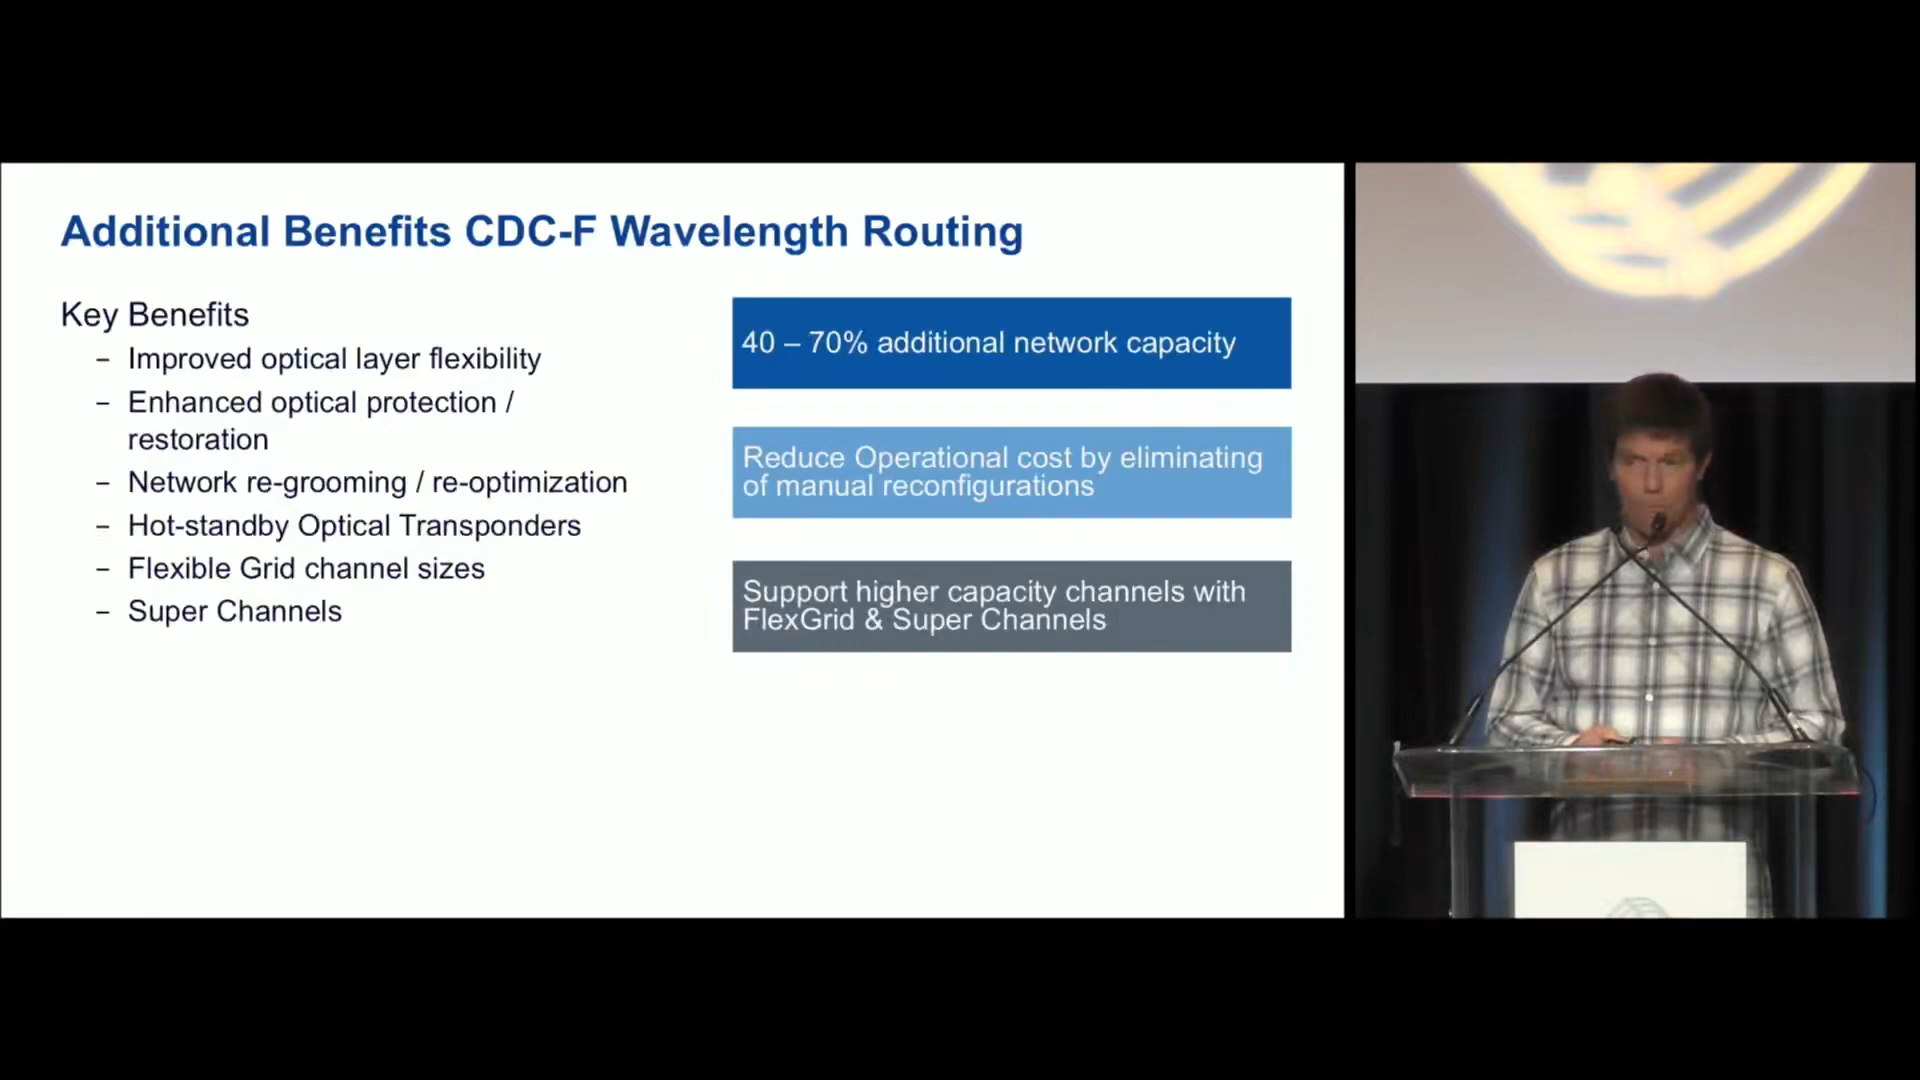 Additional Benefits CDC-F Wavelength Routing
Key Benefits
– Improved optical layer flexibility
– Enhanced optical protection /
restoration
– Network re-grooming / re-optimization
– Hot-standby Optical Transponders
– Flexible Grid channel sizes
– Super Channels
40 – 70% additional network capacity
Reduce Operational cost by eliminating
of manual reconfigurations
Support higher capacity channels with
FlexGrid & Super Channels